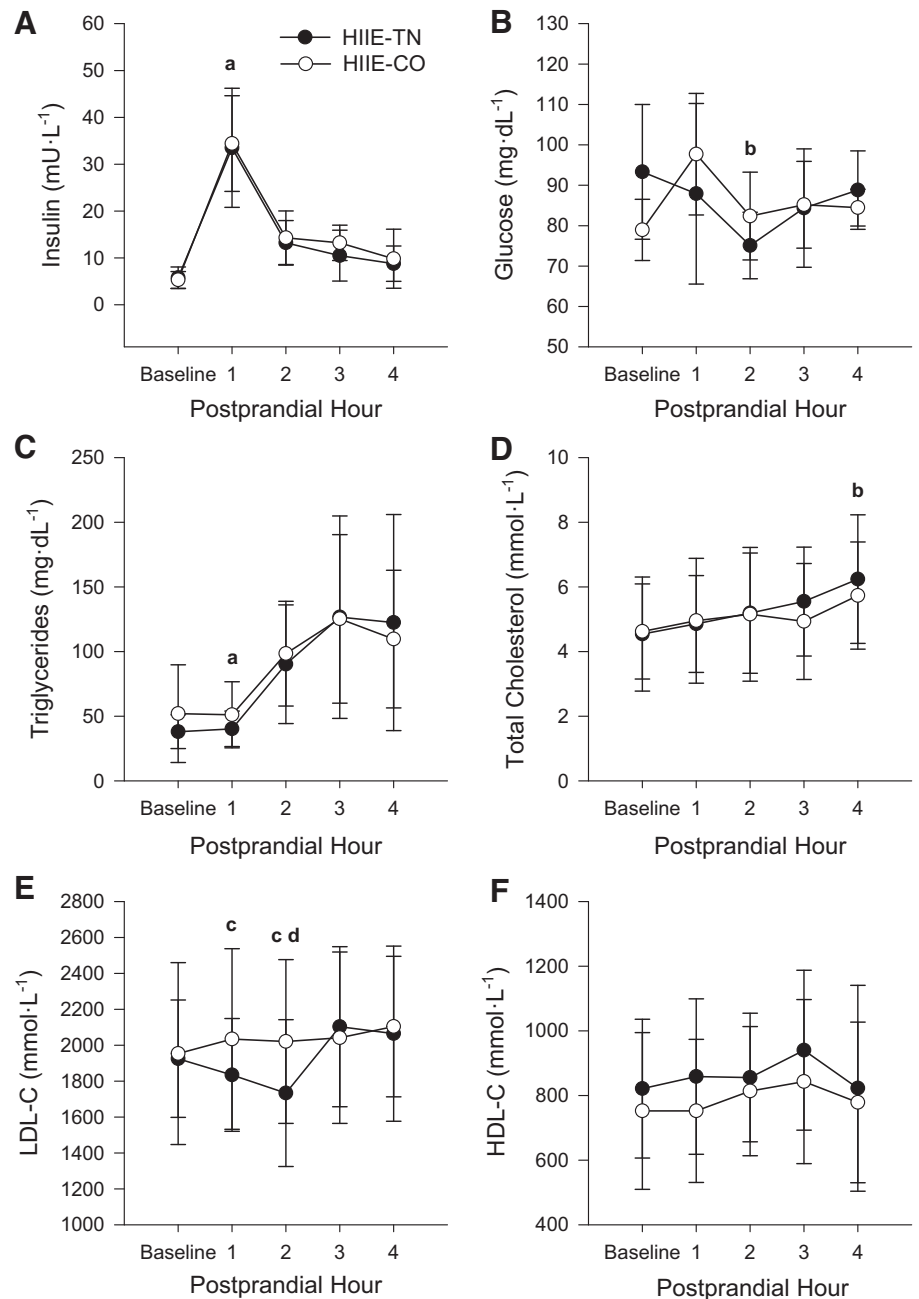 A
60
50
40
30
20
10
0
Insulin (mU·L⁻¹)
a
HIIE-TN
HIIE-CO
Baseline 1 2 3 4
Postprandial Hour
B
130
120
110
100
90
80
70
60
50
Glucose (mg·dL⁻¹)
b
Baseline 1 2 3 4
Postprandial Hour
C
250
200
150
100
50
0
Triglycerides (mg·dL⁻¹)
a
Baseline 1 2 3 4
Postprandial Hour
D
10
8
6
4
2
0
Total Cholesterol (mmol·L⁻¹)
b
Baseline 1 2 3 4
Postprandial Hour
E
2800
2600
2400
2200
2000
1800
1600
1400
1200
1000
LDL-C (mmol·L⁻¹)
c
c d
Baseline 1 2 3 4
Postprandial Hour
F
1400
1200
1000
800
600
400
HDL-C (mmol·L⁻¹)
Baseline 1 2 3 4
Postprandial Hour